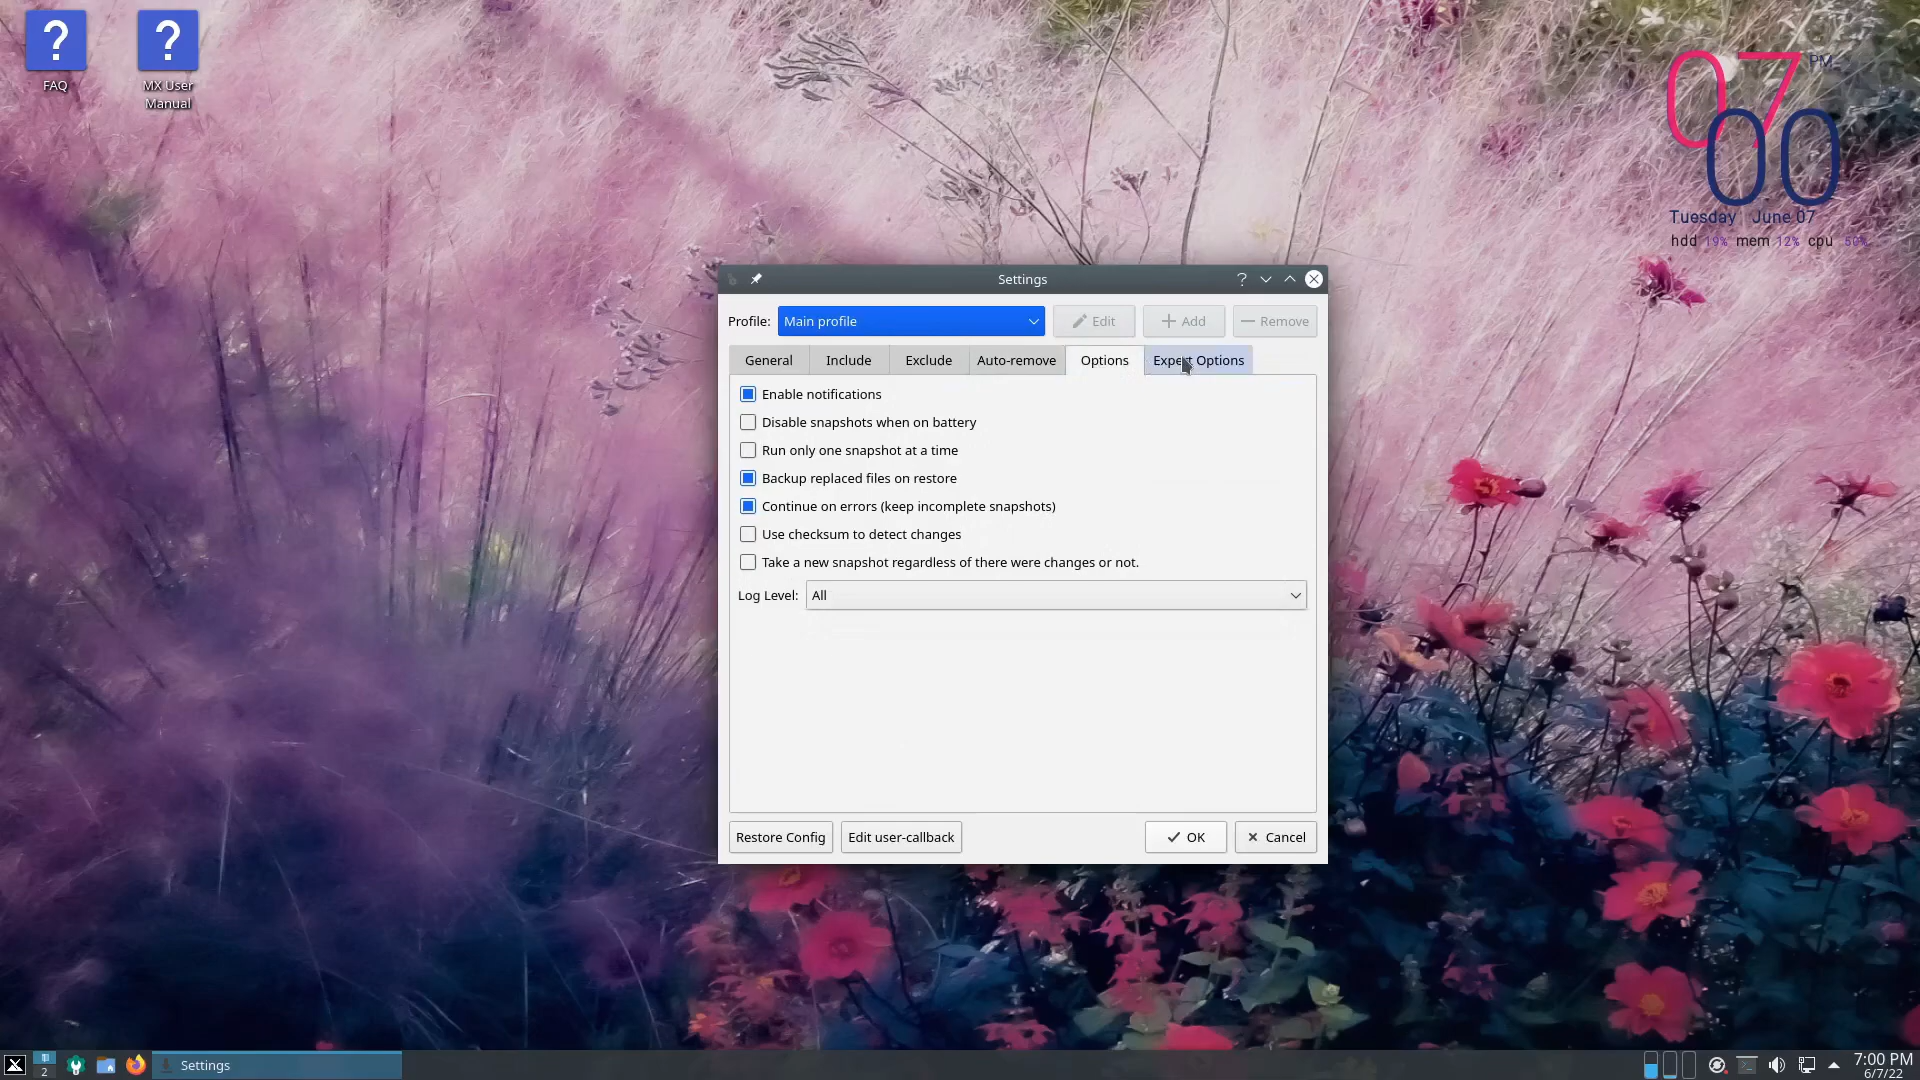 FAQ
MX User
Manual
07 PM
00
Tuesday June 07
hdd 19% mem 12% cpu 50%
Settings
Profile: Main profile Edit Add Remove
General Include Exclude Auto-remove Options Expert Options
Enable notifications
Disable snapshots when on battery
Run only one snapshot at a time
Backup replaced files on restore
Continue on errors (keep incomplete snapshots)
Use checksum to detect changes
Take a new snapshot regardless of there were changes or not.
Log Level: All
Restore Config Edit user-callback OK Cancel
2 Settings 7:00 PM
6/7/22